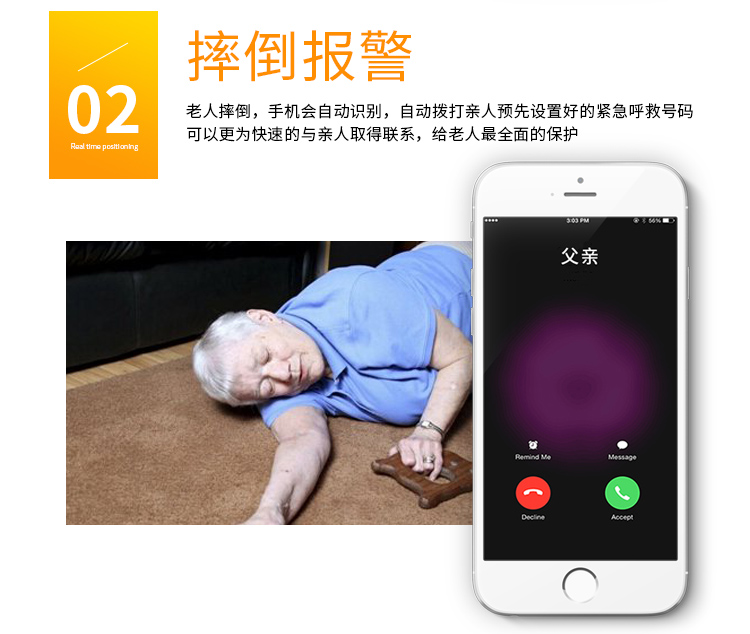 02
Real time positioning
摔倒报警
老人摔倒，手机会自动识别，自动拨打亲人预先设置好的紧急呼救号码
可以更为快速的与亲人取得联系，给老人最全面的保护
3:03 PM
56%
父亲
Remind Me
Message
Decline
Accept